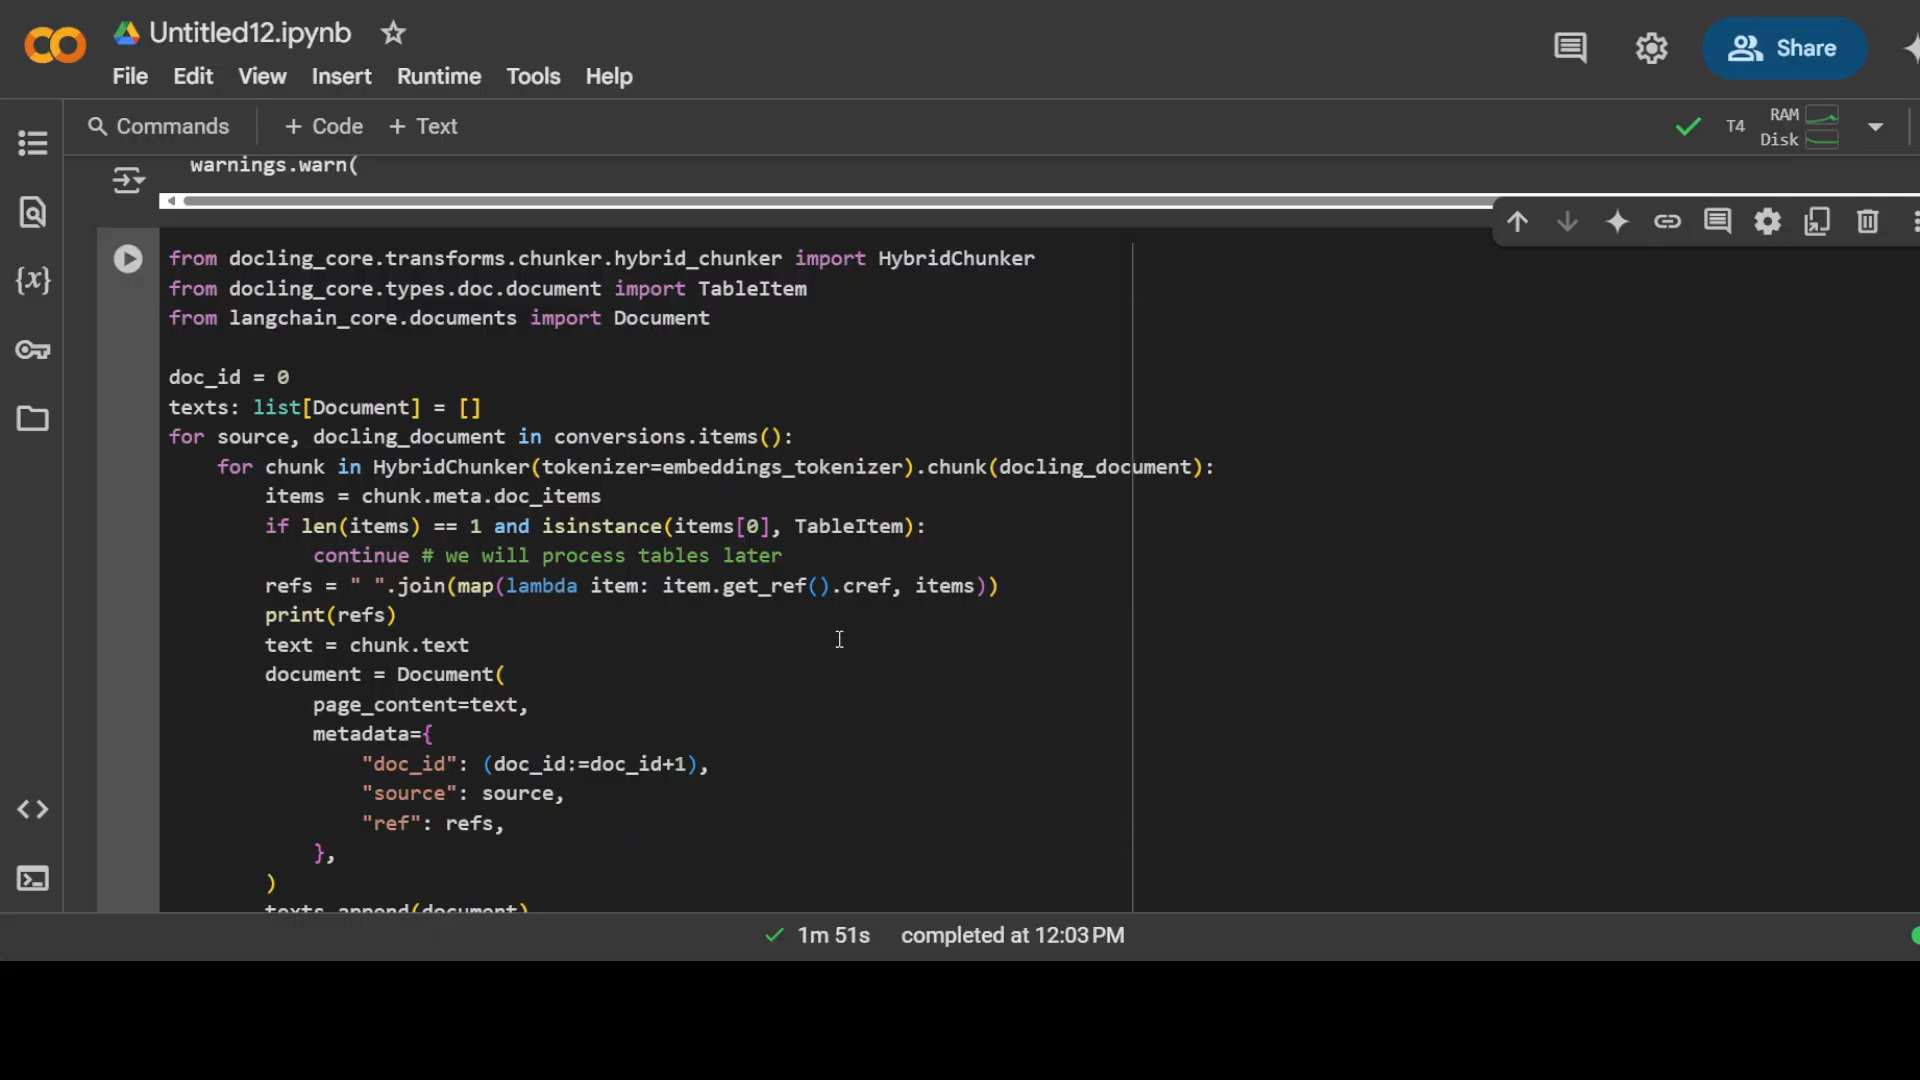 Untitled12.ipynb
File Edit View Insert Runtime Tools Help
Share
Commands + Code + Text
T4 RAM Disk
warnings.warn(
from docling_core.transforms.chunker.hybrid_chunker import HybridChunker
from docling_core.types.doc.document import TableItem
from langchain_core.documents import Document
doc_id = 0
texts: list[Document] = []
for source, docling_document in conversions.items():
    for chunk in HybridChunker(tokenizer=embeddings_tokenizer).chunk(docling_document):
        items = chunk.meta.doc_items
        if len(items) == 1 and isinstance(items[0], TableItem):
            continue # we will process tables later
        refs = " ".join(map(lambda item: item.get_ref().cref, items))
        print(refs)
        text = chunk.text
        document = Document(
            page_content=text,
            metadata={
                "doc_id": (doc_id:=doc_id+1),
                "source": source,
                "ref": refs,
            },
        )
        texts.append(document)
1m 51s completed at 12:03 PM